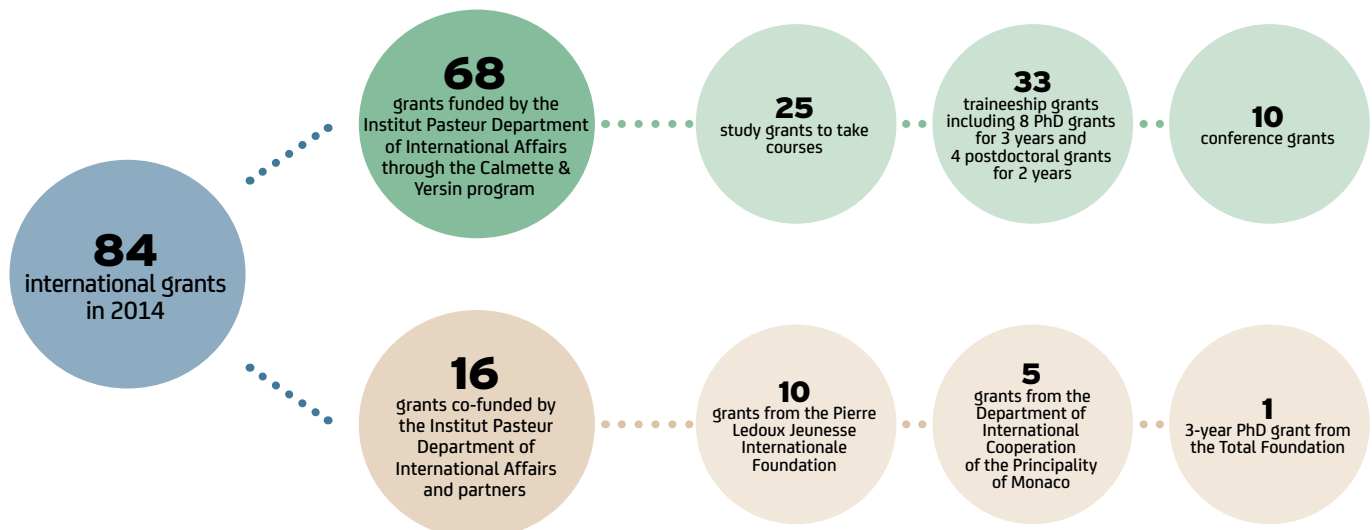 84
international grants
in 2014
68
grants funded by the
Institut Pasteur Department
of International Affairs
through the Calmette &
Yersin program
25
study grants to take
courses
33
traineeship grants
including 8 PhD grants
for 3 years and
4 postdoctoral grants
for 2 years
10
conference grants
16
grants co-funded by
the Institut Pasteur
Department of
International Affairs
and partners
10
grants from the Pierre
Ledoux Jeunesse
Internationale
Foundation
5
grants from the
Department of
International
Cooperation
of the Principality
of Monaco
1
3-year PhD grant from
the Total Foundation